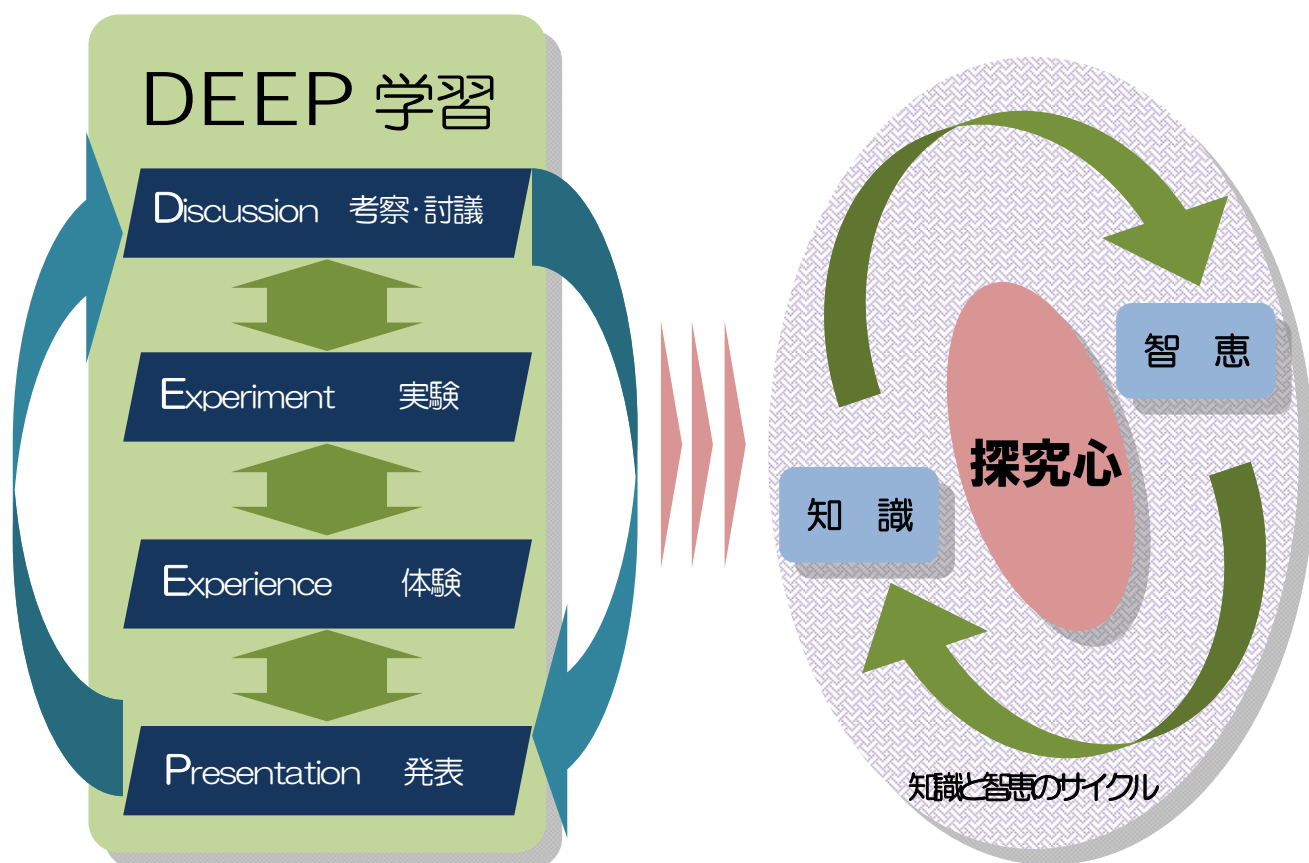 DEEP 学習
Discussion 考察・討議
Experiment 実験
Experience 体験
Presentation 発表
智 恵
探究心
知 識
知識と智恵のサイクル